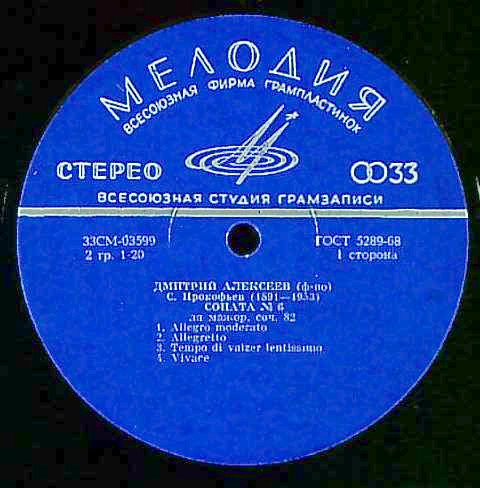 МЕЛОДИЯ
ВСЕСОЮЗНАЯ ФИРМА ГРАМПЛАСТИНОК
СТЕРЕО
33
ВСЕСОЮЗНАЯ СТУДИЯ ГРАМЗАПИСИ
33СМ-03599
ГОСТ 5289-68
2 гр. 1-20
1 сторона
ДМИТРИЙ АЛЕКСЕЕВ (ф-но)
С. Прокофьев (1891—1953)
СОНАТА № 6
ля мажор, соч. 82
1. Allegro moderato
2. Allegretto
3. Tempo di valzer lentissimo
4. Vivace